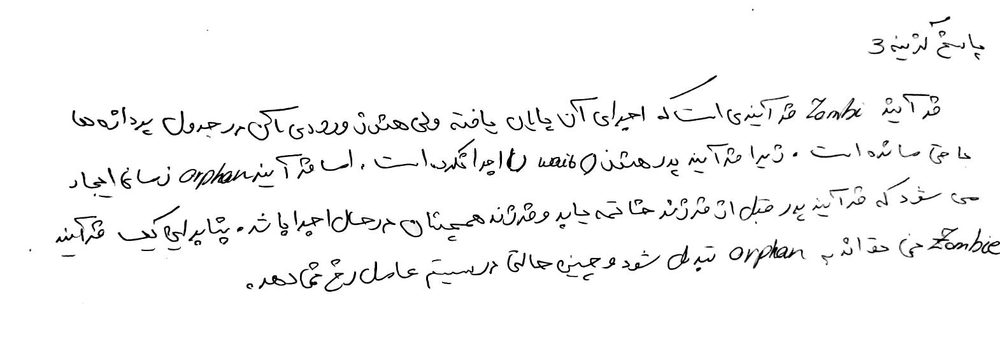 پاسخ گزینه 3
فرآیند Zombi فرآیندی است که اجرای آن پایان یافته ولی هنوز ورودی آن در جدول پردازه ها
باقی مانده است . زیرا فرآیند پدر هنوز wait() را اجرا نکرده است . اما فرآیند orphan زمانی ایجاد
می شود که فرآیند پدر قبل از فرزند خاتمه یابد و فرزند همچنان در حال اجرا باشد . بنابراین یک فرآیند
Zombie نمی تواند به orphan تبدیل شود و چنین حالتی در سیستم عامل رخ نمی دهد .